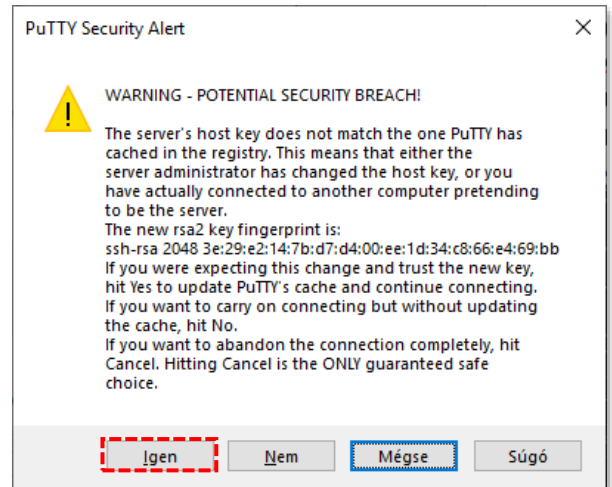 PuTTY Security Alert
WARNING - POTENTIAL SECURITY BREACH!
The server's host key does not match the one PuTTY has
cached in the registry. This means that either the
server administrator has changed the host key, or you
have actually connected to another computer pretending
to be the server.
The new rsa2 key fingerprint is:
ssh-rsa 2048 3e:29:e2:14:7b:d7:d4:00:ee:1d:34:c8:66:e4:69:bb
If you were expecting this change and trust the new key,
hit Yes to update PuTTY's cache and continue connecting.
If you want to carry on connecting but without updating
the cache, hit No.
If you want to abandon the connection completely, hit
Cancel. Hitting Cancel is the ONLY guaranteed safe
choice.
Igen Nem Mégse Súgó